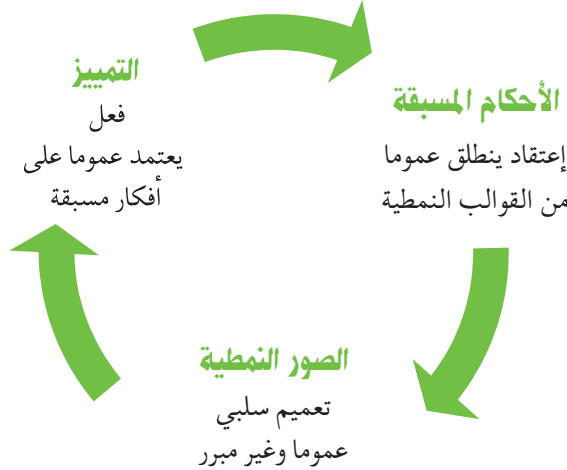 الأحكام المسبقة
إعتقاد ينطلق عموما
من القوالب النمطية
الصور النمطية
تعميم سلبي
عموما وغير مبرر
التمييز
فعل
يعتمد عموما على
أفكار مسبقة